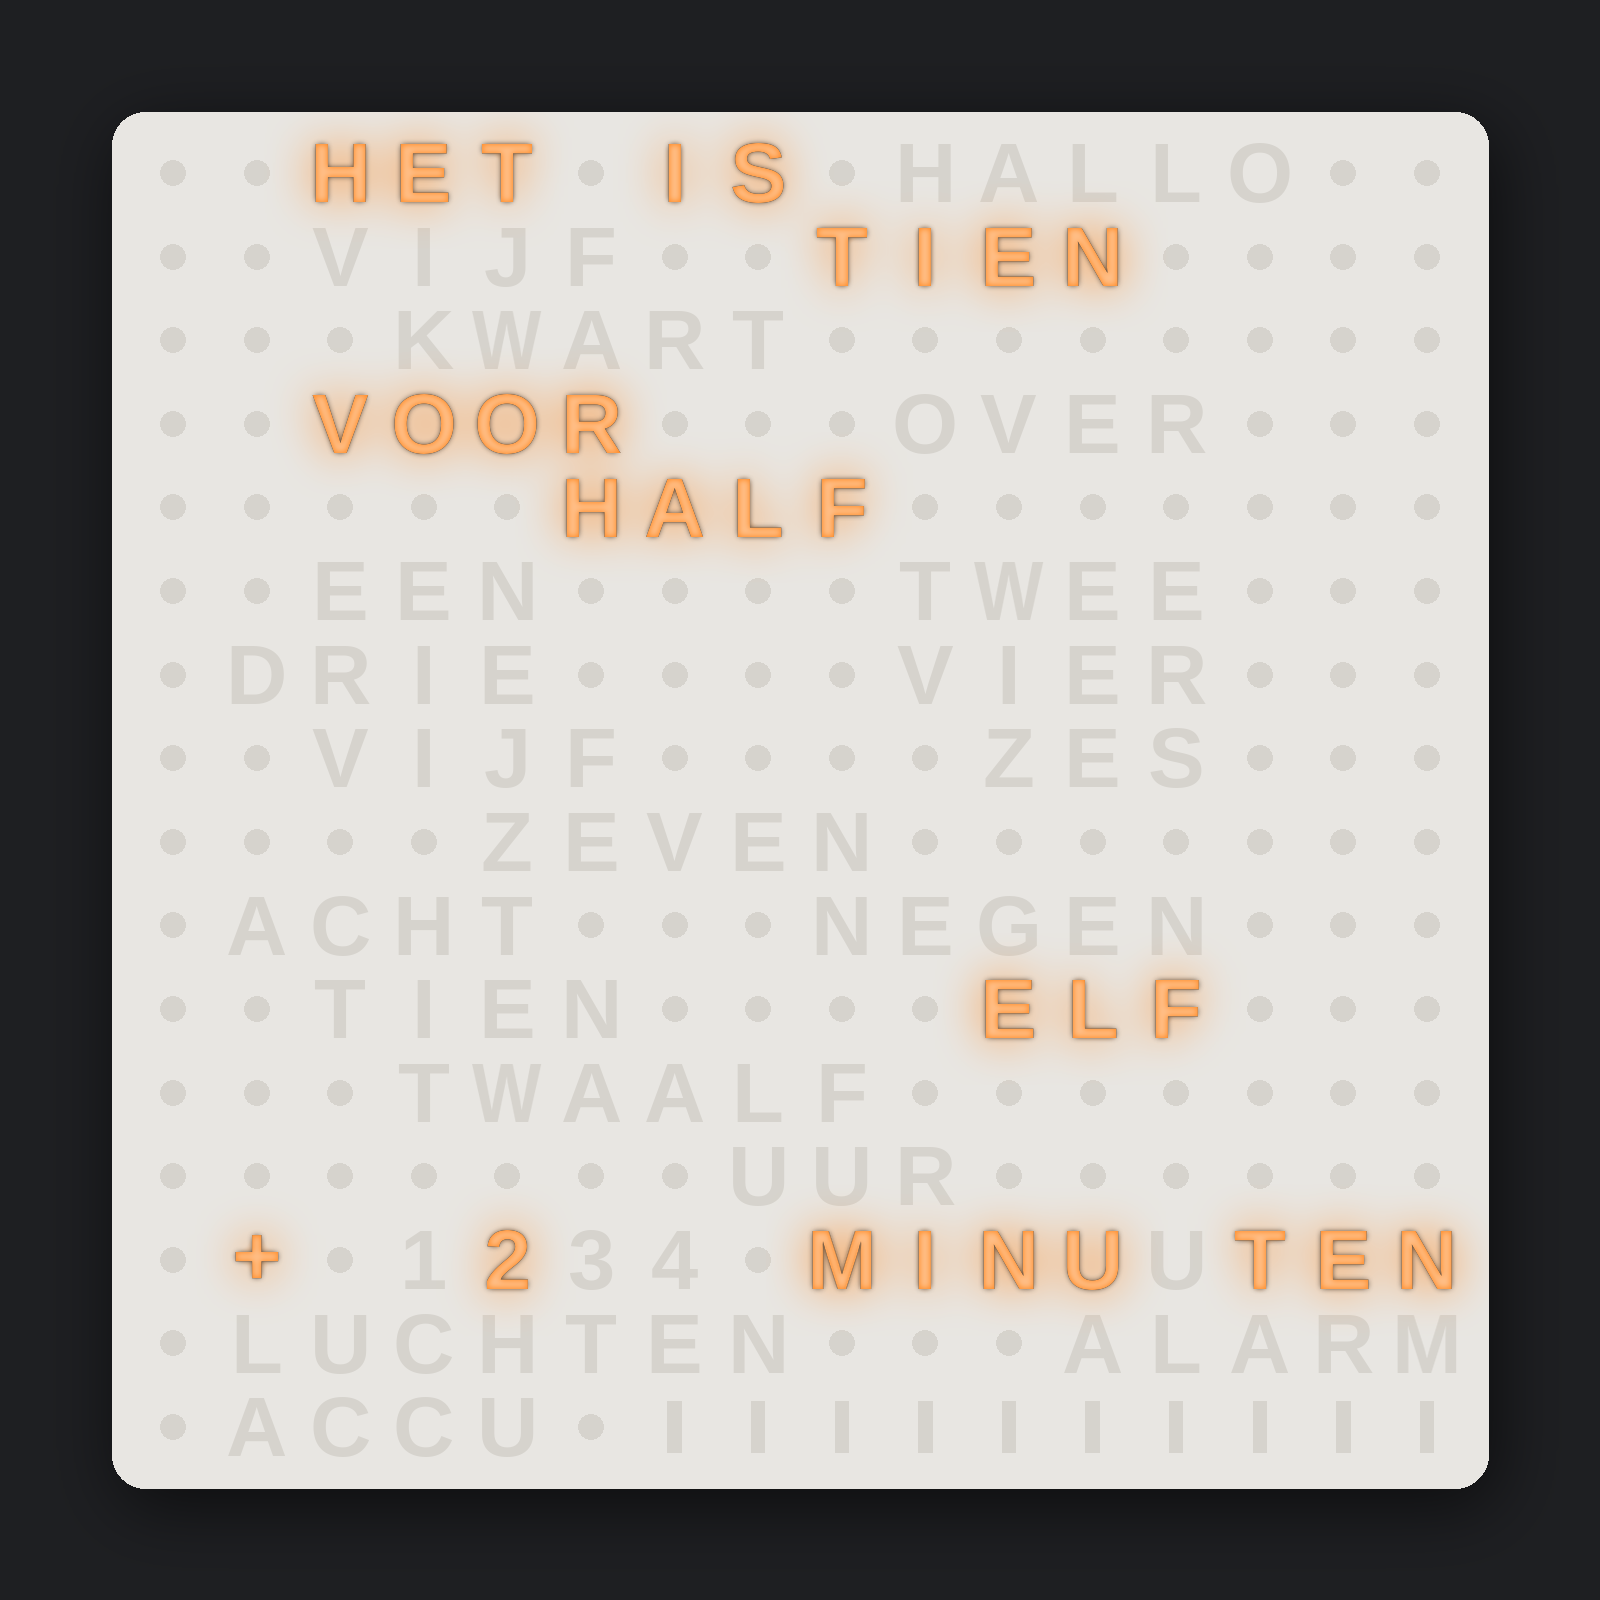 HET IS HALLO
VIJF TIEN
KWART
VOOR OVER
HALF
EEN TWEE
DRIE VIER
VIJF ZES
ZEVEN
ACHT NEGEN
TIEN ELF
TWAALF
UUR
+ 1 2 3 4 MINUUTEN
LUCHTEN ALARM
ACCU I I I I I I I I I I